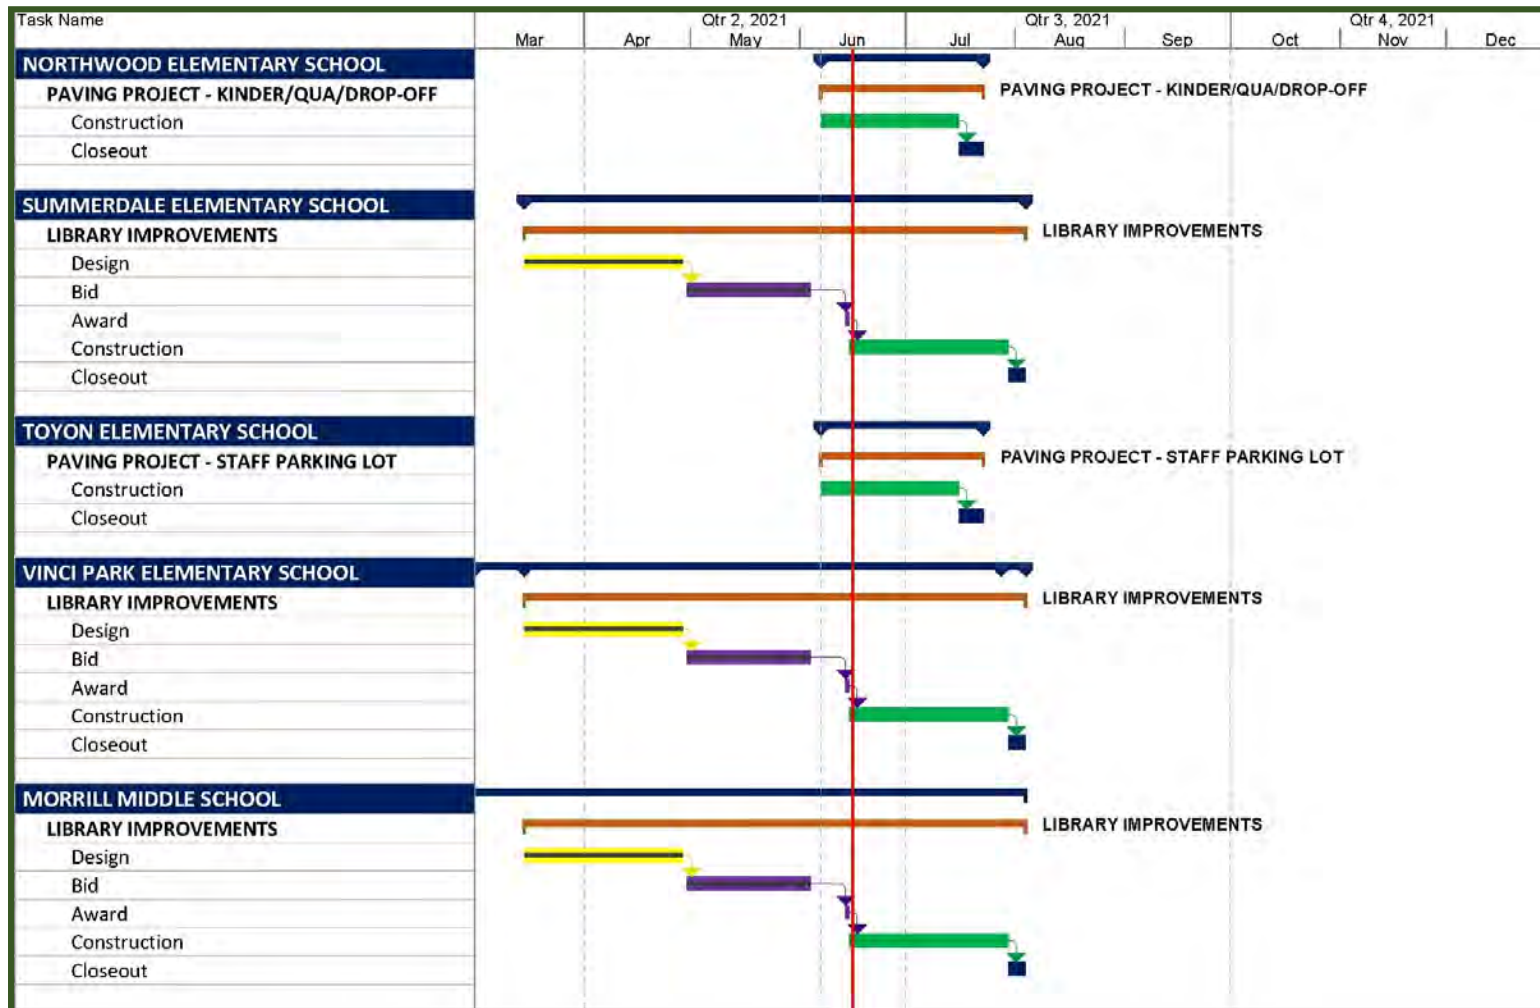 Task Name
Qtr 2, 2021 Qtr 3, 2021 Qtr 4, 2021
Mar Apr May Jun Jul Aug Sep Oct Nov Dec
NORTHWOOD ELEMENTARY SCHOOL
PAVING PROJECT - KINDER/QUA/DROP-OFF PAVING PROJECT - KINDER/QUA/DROP-OFF
Construction
Closeout
SUMMERDALE ELEMENTARY SCHOOL
LIBRARY IMPROVEMENTS LIBRARY IMPROVEMENTS
Design
Bid
Award
Construction
Closeout
TOYON ELEMENTARY SCHOOL
PAVING PROJECT - STAFF PARKING LOT PAVING PROJECT - STAFF PARKING LOT
Construction
Closeout
VINCI PARK ELEMENTARY SCHOOL
LIBRARY IMPROVEMENTS LIBRARY IMPROVEMENTS
Design
Bid
Award
Construction
Closeout
MORRILL MIDDLE SCHOOL
LIBRARY IMPROVEMENTS LIBRARY IMPROVEMENTS
Design
Bid
Award
Construction
Closeout